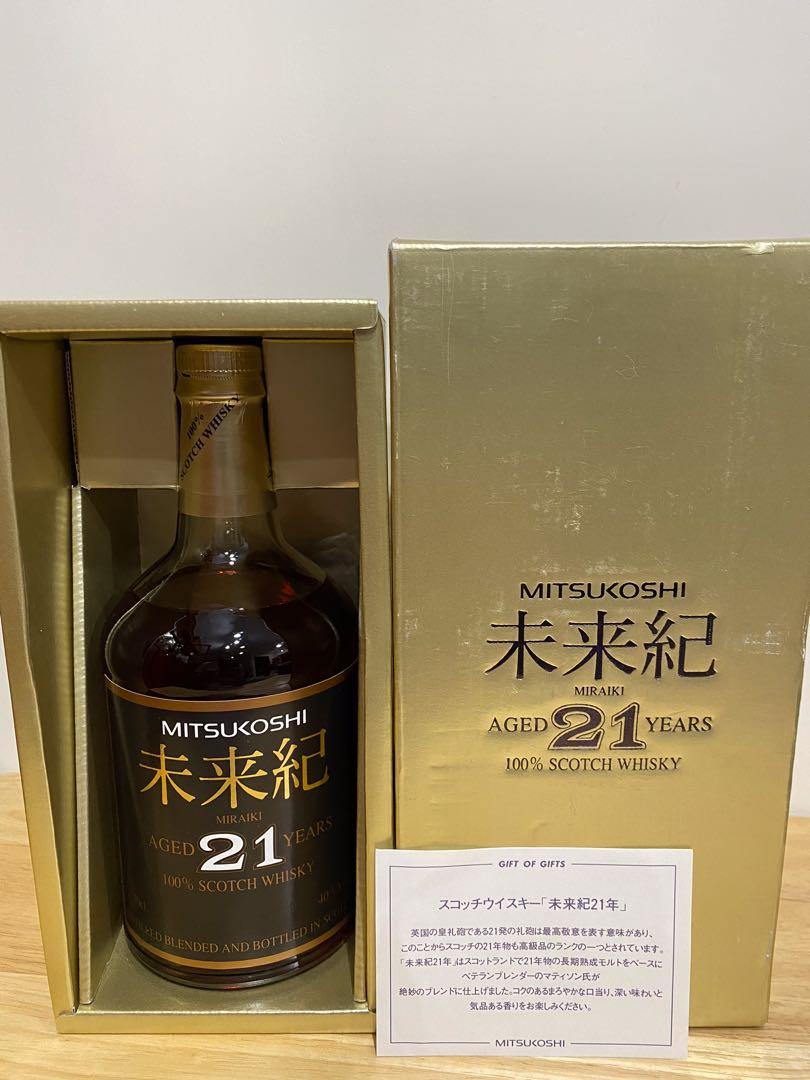 100%
SCOTCH WHISKY
MITSUKOSHI
未来紀
MIRAIKI
AGED 21 YEARS
100% SCOTCH WHISKY
40%
BLENDED AND BOTTLED IN
MITSUKOSHI
未来紀
MIRAIKI
AGED 21 YEARS
100% SCOTCH WHISKY
GIFT OF GIFTS
スコッチウイスキー「未来紀21年」
英国の皇礼砲である21発の礼砲は最高敬意を表す意味があり、
このことからスコッチの21年物も高級品のランクの一つとされています。
「未来紀21年」はスコットランドで21年物の長期熟成モルトをベースに
ベテランブレンダーのマティソン氏が
絶妙のブレンドに仕上げました。コクのあるまろやかな口当り、深い味わいと
気品ある香りをお楽しみください。
MITSUKOSHI